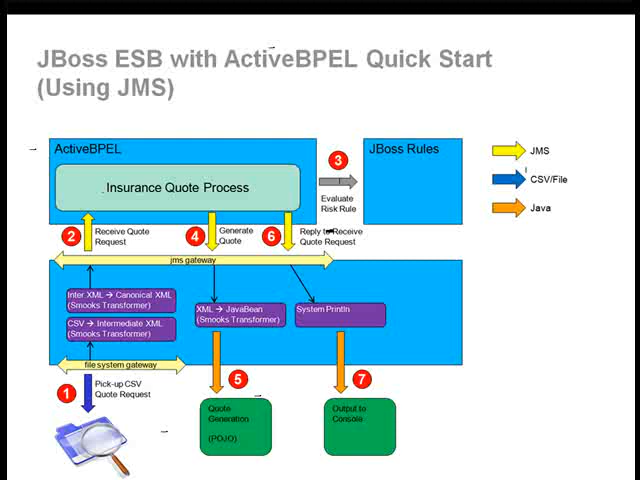 JBoss ESB with ActiveBPEL Quick Start
(Using JMS)
ActiveBPEL
JBoss Rules
Insurance Quote Process
3
Evaluate
Risk Rule
JMS
CSV/File
Java
2
Receive Quote
Request
4
Generate
Quote
6
Reply to Receive
Quote Request
jms gateway
Inter XML → Canonical XML
(Smooks Transformer)
CSV → Intermediate XML
(Smooks Transformer)
XML → JavaBean
(Smooks Transformer)
System Println
file system gateway
1
Pick-up CSV
Quote Request
5
7
Quote
Generation
(POJO)
Output to
Console